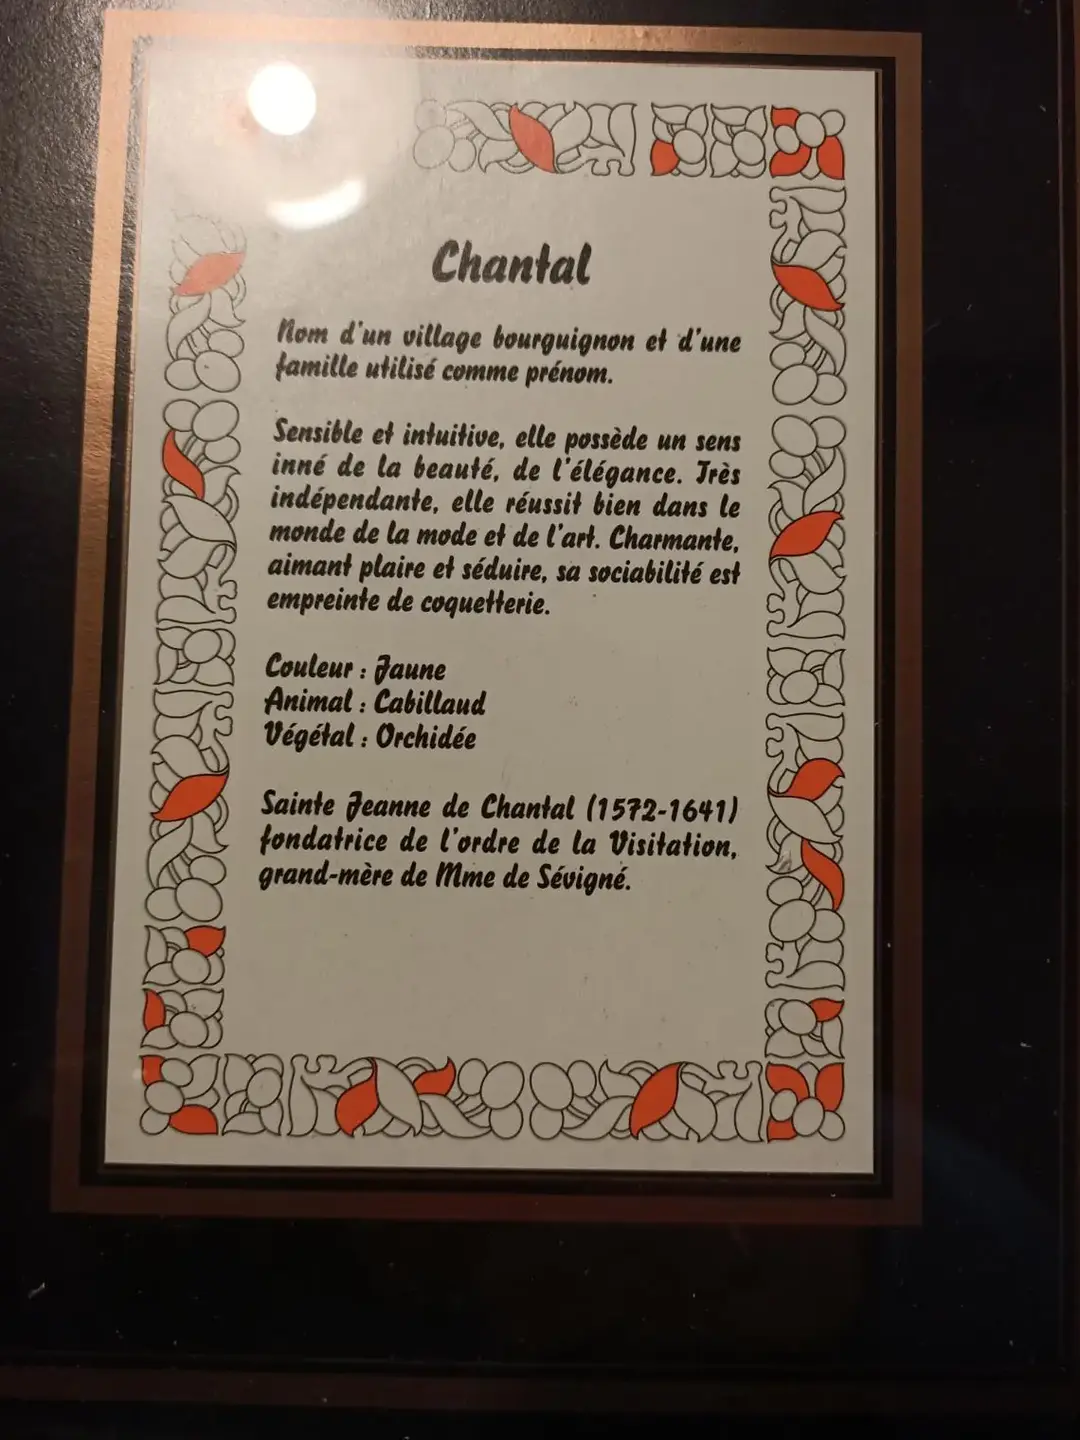 Chantal
Nom d'un village bourguignon et d'une
famille utilisé comme prénom.
Sensible et intuitive, elle possède un sens
inné de la beauté, de l'élégance. Très
indépendante, elle réussit bien dans le
monde de la mode et de l'art. Charmante,
aimant plaire et séduire, sa sociabilité est
empreinte de coquetterie.
Couleur : Jaune
Animal : Cabillaud
Végétal : Orchidée
Sainte Jeanne de Chantal (1572-1641)
fondatrice de l'ordre de la Visitation,
grand-mère de Mme de Sévigné.